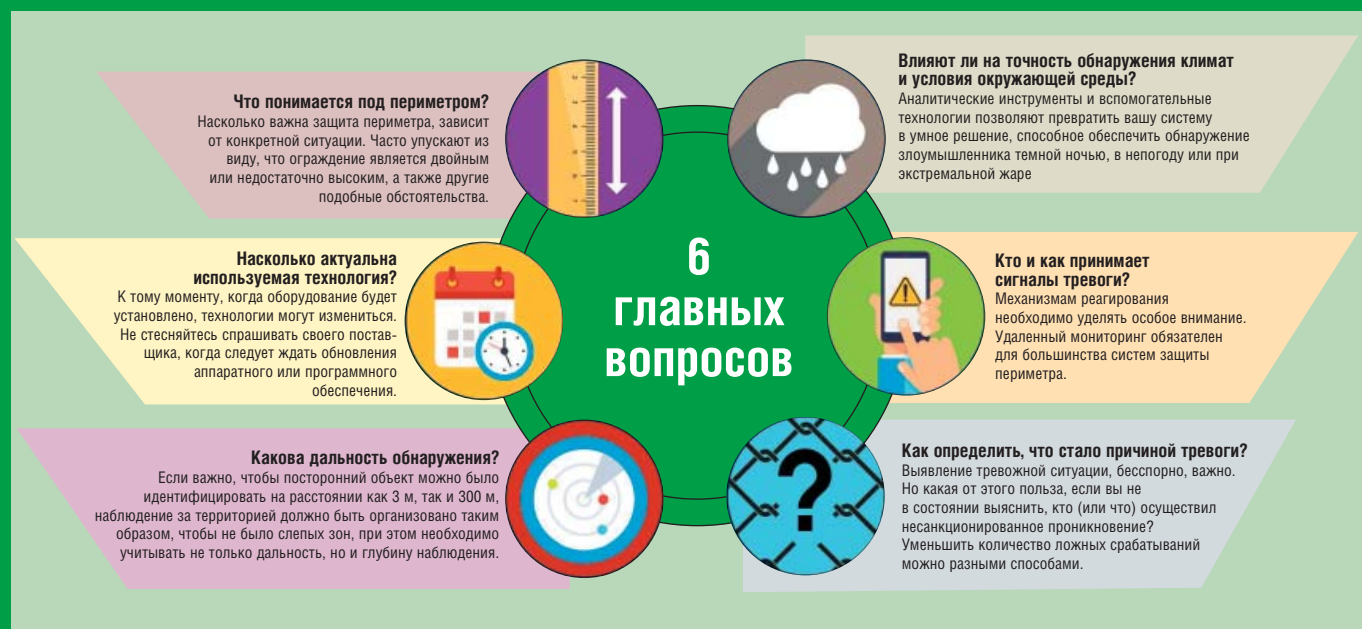 6
главных
вопросов
Что понимается под периметром?
Насколько важна защита периметра, зависит
от конкретной ситуации. Часто упускают из
виду, что ограждение является двойным
или недостаточно высоким, а также другие
подобные обстоятельства.
Насколько актуальна
используемая технология?
К тому моменту, когда оборудование будет
установлено, технологии могут измениться.
Не стесняйтесь спрашивать своего постав-
щика, когда следует ждать обновления
аппаратного или программного
обеспечения.
Какова дальность обнаружения?
Если важно, чтобы посторонний объект можно было
идентифицировать на расстоянии как 3 м, так и 300 м,
наблюдение за территорией должно быть организовано таким
образом, чтобы не было слепых зон, при этом необходимо
учитывать не только дальность, но и глубину наблюдения.
Влияют ли на точность обнаружения климат
и условия окружающей среды?
Аналитические инструменты и вспомогательные
технологии позволяют превратить вашу систему
в умное решение, способное обеспечить обнаружение
злоумышленника темной ночью, в непогоду или при
экстремальной жаре
Кто и как принимает
сигналы тревоги?
Механизмам реагирования
необходимо уделять особое внимание.
Удаленный мониторинг обязателен
для большинства систем защиты
периметра.
Как определить, что стало причиной тревоги?
Выявление тревожной ситуации, бесспорно, важно.
Но какая от этого польза, если вы не
в состоянии выяснить, кто (или что) осуществил
несанкционированное проникновение?
Уменьшить количество ложных срабатываний
можно разными способами.
?